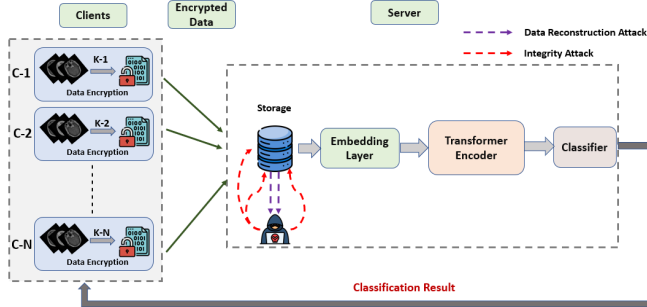 Clients
Encrypted
Data
Server
Data Reconstruction Attack
Integrity Attack
C-1
K-1
Data Encryption
C-2
K-2
Data Encryption
C-N
K-N
Data Encryption
Storage
Embedding
Layer
Transformer
Encoder
Classifier
Classification Result